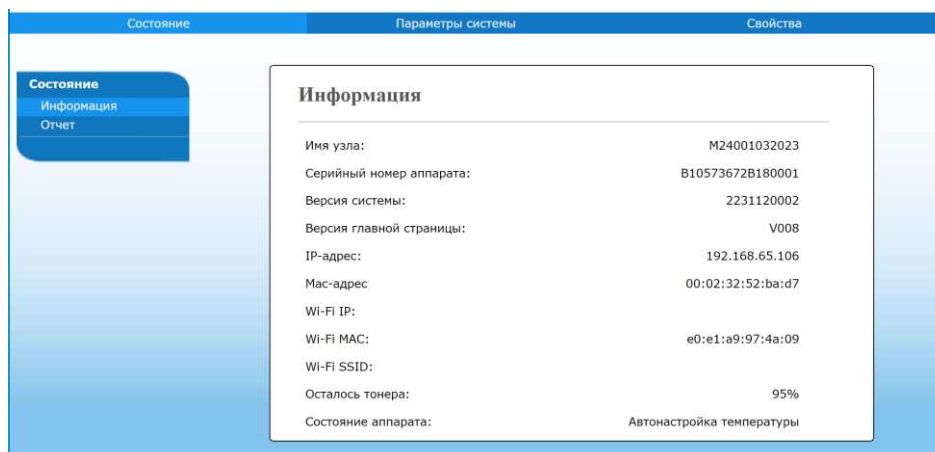 Состояние Параметры системы Свойства
Состояние
Информация
Отчет
Информация
Имя узла: M24001032023
Серийный номер аппарата: B10573672B180001
Версия системы: 2231120002
Версия главной страницы: V008
IP-адрес: 192.168.65.106
Mac-адрес 00:02:32:52:ba:d7
Wi-Fi IP:
Wi-Fi MAC: e0:e1:a9:97:4a:09
Wi-Fi SSID:
Осталось тонера: 95%
Состояние аппарата: Автонастройка температуры